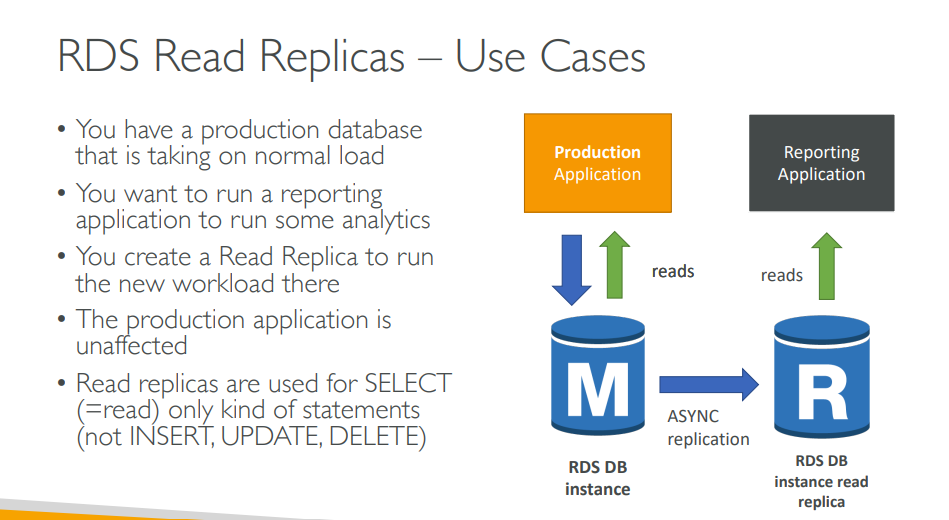 RDS Read Replicas – Use Cases
• You have a production database
that is taking on normal load
• You want to run a reporting
application to run some analytics
• You create a Read Replica to run
the new workload there
• The production application is
unaffected
• Read replicas are used for SELECT
(=read) only kind of statements
(not INSERT, UPDATE, DELETE)
Production
Application
Reporting
Application
reads
reads
M
R
ASYNC
replication
RDS DB
instance
RDS DB
instance read
replica